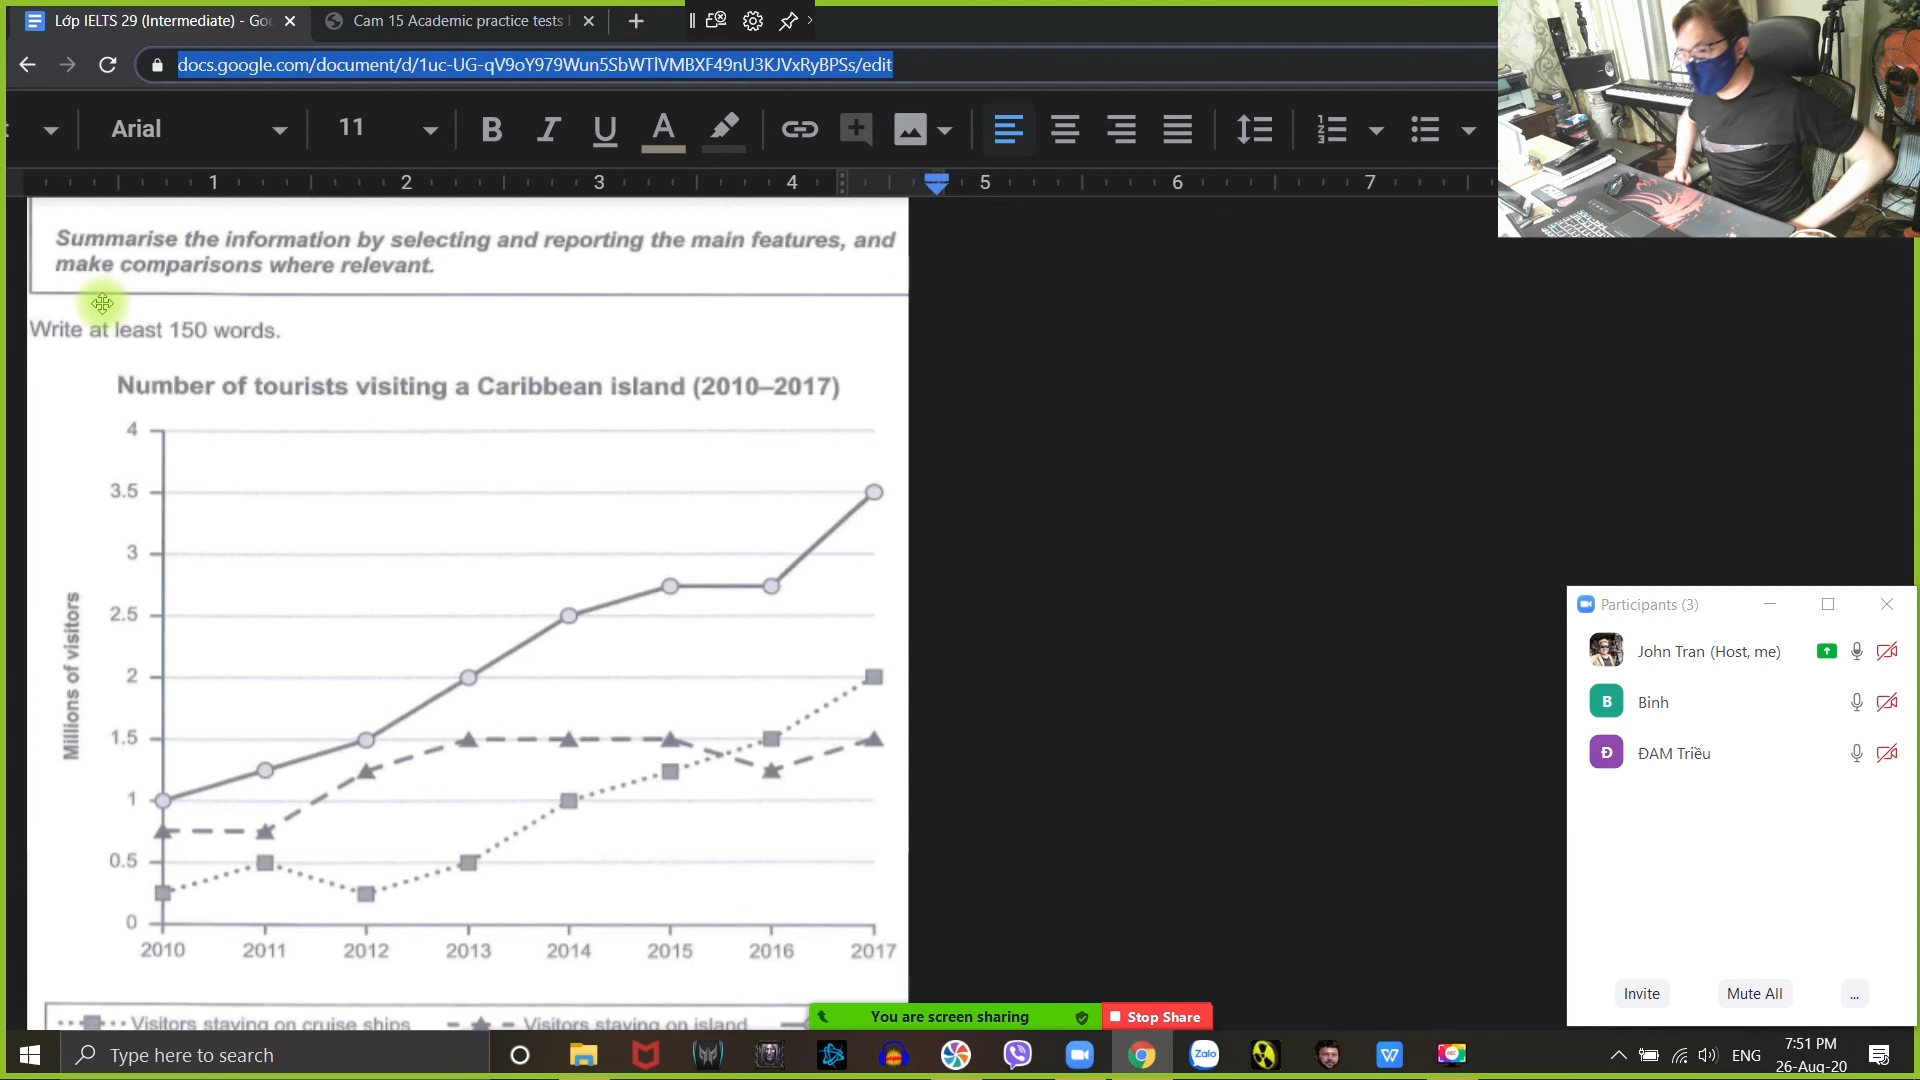 Lớp IELTS 29 (Intermediate) - Goo
Cam 15 Academic practice tests
docs.google.com/document/d/1uc-UG-qV9oY979Wun5SbWTlVMBXF49nU3KJVxRyBPSs/edit
Arial
11
1 2 3 4 5 6 7
Summarise the information by selecting and reporting the main features, and
make comparisons where relevant.
Write at least 150 words.
Number of tourists visiting a Caribbean island (2010–2017)
Millions of visitors
4
3.5
3
2.5
2
1.5
1
0.5
0
2010 2011 2012 2013 2014 2015 2016 2017
Visitors staying on cruise ships Visitors staying on island
Participants (3)
John Tran (Host, me)
B Binh
Đ ĐAM Triều
Invite Mute All ...
You are screen sharing Stop Share
Type here to search
Zalo
ENG
7:51 PM
26-Aug-20